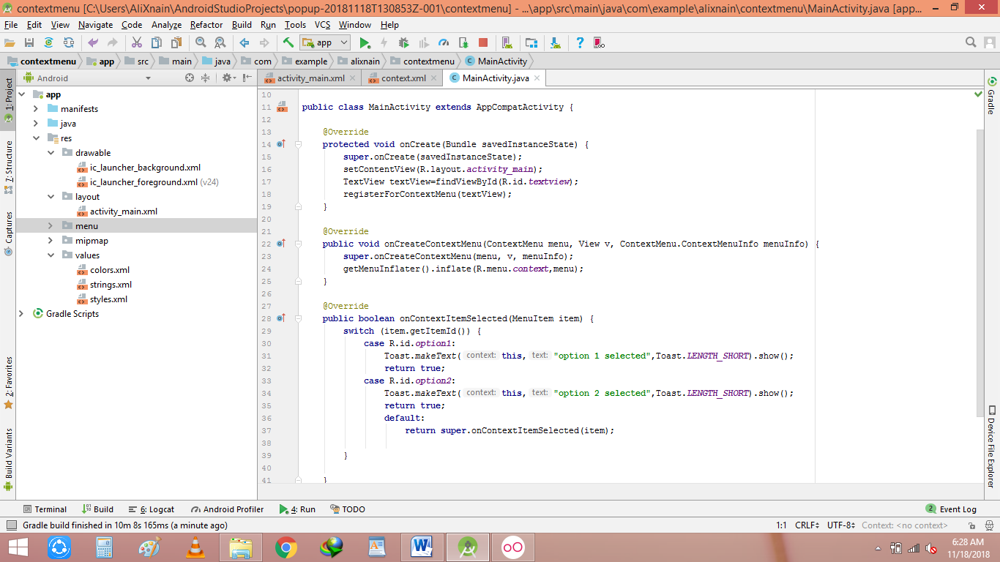 contextmenu [C:\Users\AliXnain\AndroidStudioProjects\popup-20181118T130853Z-001\contextmenu] - ...\app\src\main\java\com\example\alixnain\contextmenu\MainActivity.java [app...
File Edit View Navigate Code Analyze Refactor Build Run Tools VCS Window Help
app
contextmenu app src main java com example alixnain contextmenu MainActivity
Android
activity_main.xml context.xml MainActivity.java
1: Project
7: Structure
Captures
2: Favorites
Build Variants
app
manifests
java
res
drawable
ic_launcher_background.xml
ic_launcher_foreground.xml (v24)
layout
activity_main.xml
menu
mipmap
values
colors.xml
strings.xml
styles.xml
Gradle Scripts
10
11 public class MainActivity extends AppCompatActivity {
12
13 @Override
14 protected void onCreate(Bundle savedInstanceState) {
15 super.onCreate(savedInstanceState);
16 setContentView(R.layout.activity_main);
17 TextView textView=findViewById(R.id.textview);
18 registerForContextMenu(textView);
19 }
20
21 @Override
22 public void onCreateContextMenu(ContextMenu menu, View v, ContextMenu.ContextMenuInfo menuInfo) {
23 super.onCreateContextMenu(menu, v, menuInfo);
24 getMenuInflater().inflate(R.menu.context,menu);
25 }
26
27 @Override
28 public boolean onContextItemSelected(MenuItem item) {
29 switch (item.getItemId()) {
30 case R.id.option1:
31 Toast.makeText( context: this, text: "option 1 selected",Toast.LENGTH_SHORT).show();
32 return true;
33 case R.id.option2:
34 Toast.makeText( context: this, text: "option 2 selected",Toast.LENGTH_SHORT).show();
35 return true;
36 default:
37 return super.onContextItemSelected(item);
38
39 }
40
41 }
Gradle
Device File Explorer
Terminal Build 6: Logcat Android Profiler 4: Run TODO 2 Event Log
Gradle build finished in 10m 8s 165ms (a minute ago) 1:1 CRLF UTF-8 Context: <no context>
6:28 AM
11/18/2018